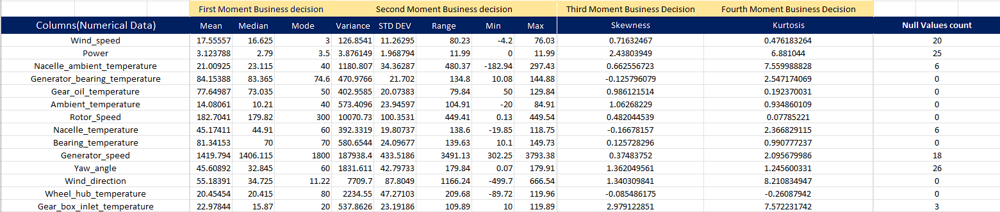 First Moment Business decision Second Moment Business decision Third Moment Business Decision Fourth Moment Business Decision
Columns(Numerical Data) Mean Median Mode Variance STD DEV Range Min Max Skewness Kurtosis Null Values count
Wind_speed 17.55557 16.625 3 126.8541 11.26295 80.23 -4.2 76.03 0.71632467 0.476183264 20
Power 3.123788 2.79 3.5 3.876149 1.968794 11.99 0 11.99 2.43803949 6.881044 25
Nacelle_ambient_temperature 21.00925 23.115 40 1180.807 34.36287 480.37 -182.94 297.43 0.662556723 7.559988828 6
Generator_bearing_temperature 84.15388 83.365 74.6 470.9766 21.702 134.8 10.08 144.88 -0.125796079 2.547174069 0
Gear_oil_temperature 77.64987 73.035 50 402.9585 20.07383 79.84 50 129.84 0.986121514 0.192370031 0
Ambient_temperature 14.08061 10.21 40 573.4096 23.94597 104.91 -20 84.91 1.06268229 0.934860109 0
Rotor_Speed 182.7041 179.82 300 10070.73 100.3531 449.41 0.13 449.54 0.482044539 0.07785221 0
Nacelle_temperature 45.17411 44.91 60 392.3319 19.80737 138.6 -19.85 118.75 -0.16678157 2.366829115 6
Bearing_temperature 81.34153 70 70 580.6544 24.09677 139.63 10.1 149.73 0.125728296 0.990777237 0
Generator_speed 1419.794 1406.115 1800 187938.4 433.5186 3491.13 302.25 3793.38 0.37483752 2.095679986 18
Yaw_angle 45.60892 32.845 60 1831.611 42.79733 179.84 0.07 179.91 1.362049561 1.245600331 26
Wind_direction 55.18391 34.725 11.22 7709.7 87.8049 1166.24 -499.7 666.54 1.340309841 8.210834947 0
Wheel_hub_temperature 20.45454 20.415 80 2234.55 47.27103 209.68 -89.72 119.96 -0.085486175 -0.26087942 0
Gear_box_inlet_temperature 22.97844 15.87 20 537.8626 23.19186 109.89 10 119.89 2.979122851 7.572231742 3